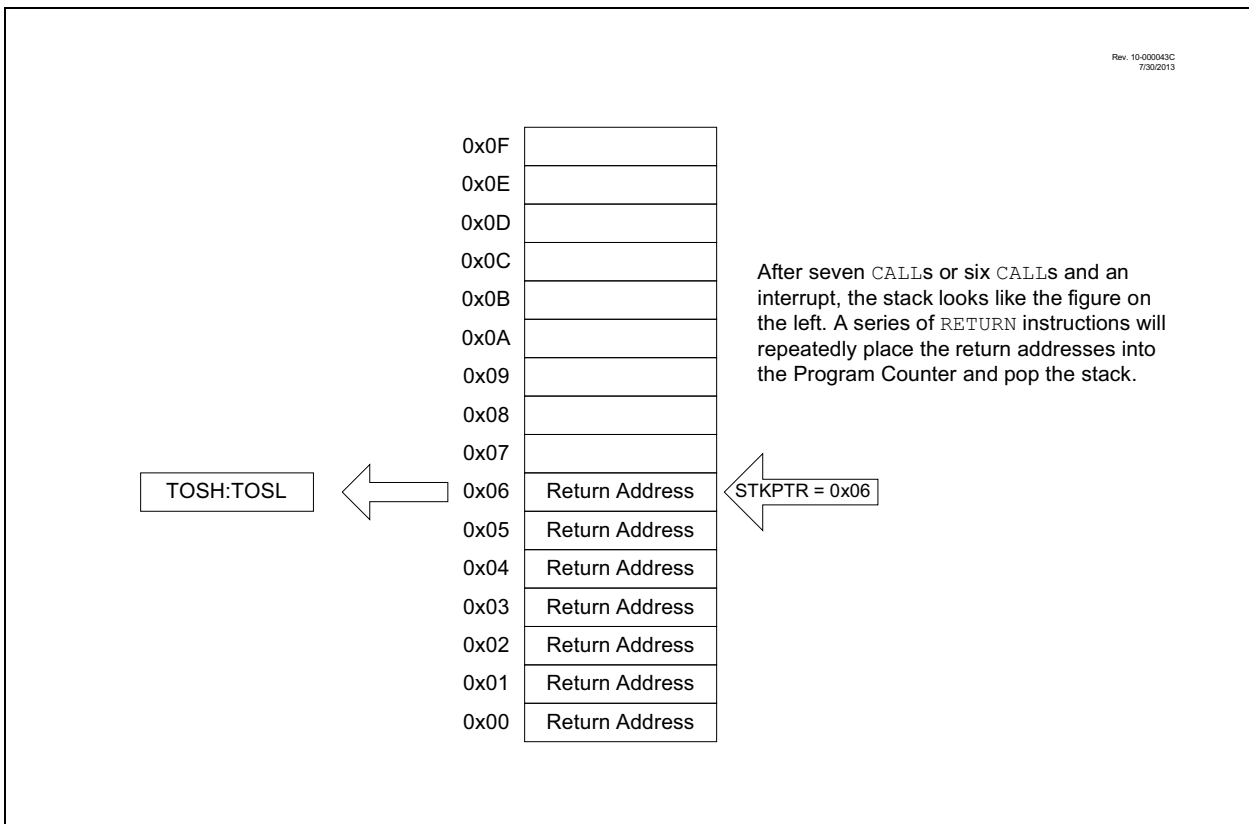 Rev. 10-000043C
7/30/2013
0x0F
0x0E
0x0D
0x0C
0x0B
0x0A
0x09
0x08
0x07
After seven CALLs or six CALLs and an
interrupt, the stack looks like the figure on
the left. A series of RETURN instructions will
repeatedly place the return addresses into
the Program Counter and pop the stack.
TOSH:TOSL
0x06 Return Address
STKPTR = 0x06
0x05 Return Address
0x04 Return Address
0x03 Return Address
0x02 Return Address
0x01 Return Address
0x00 Return Address